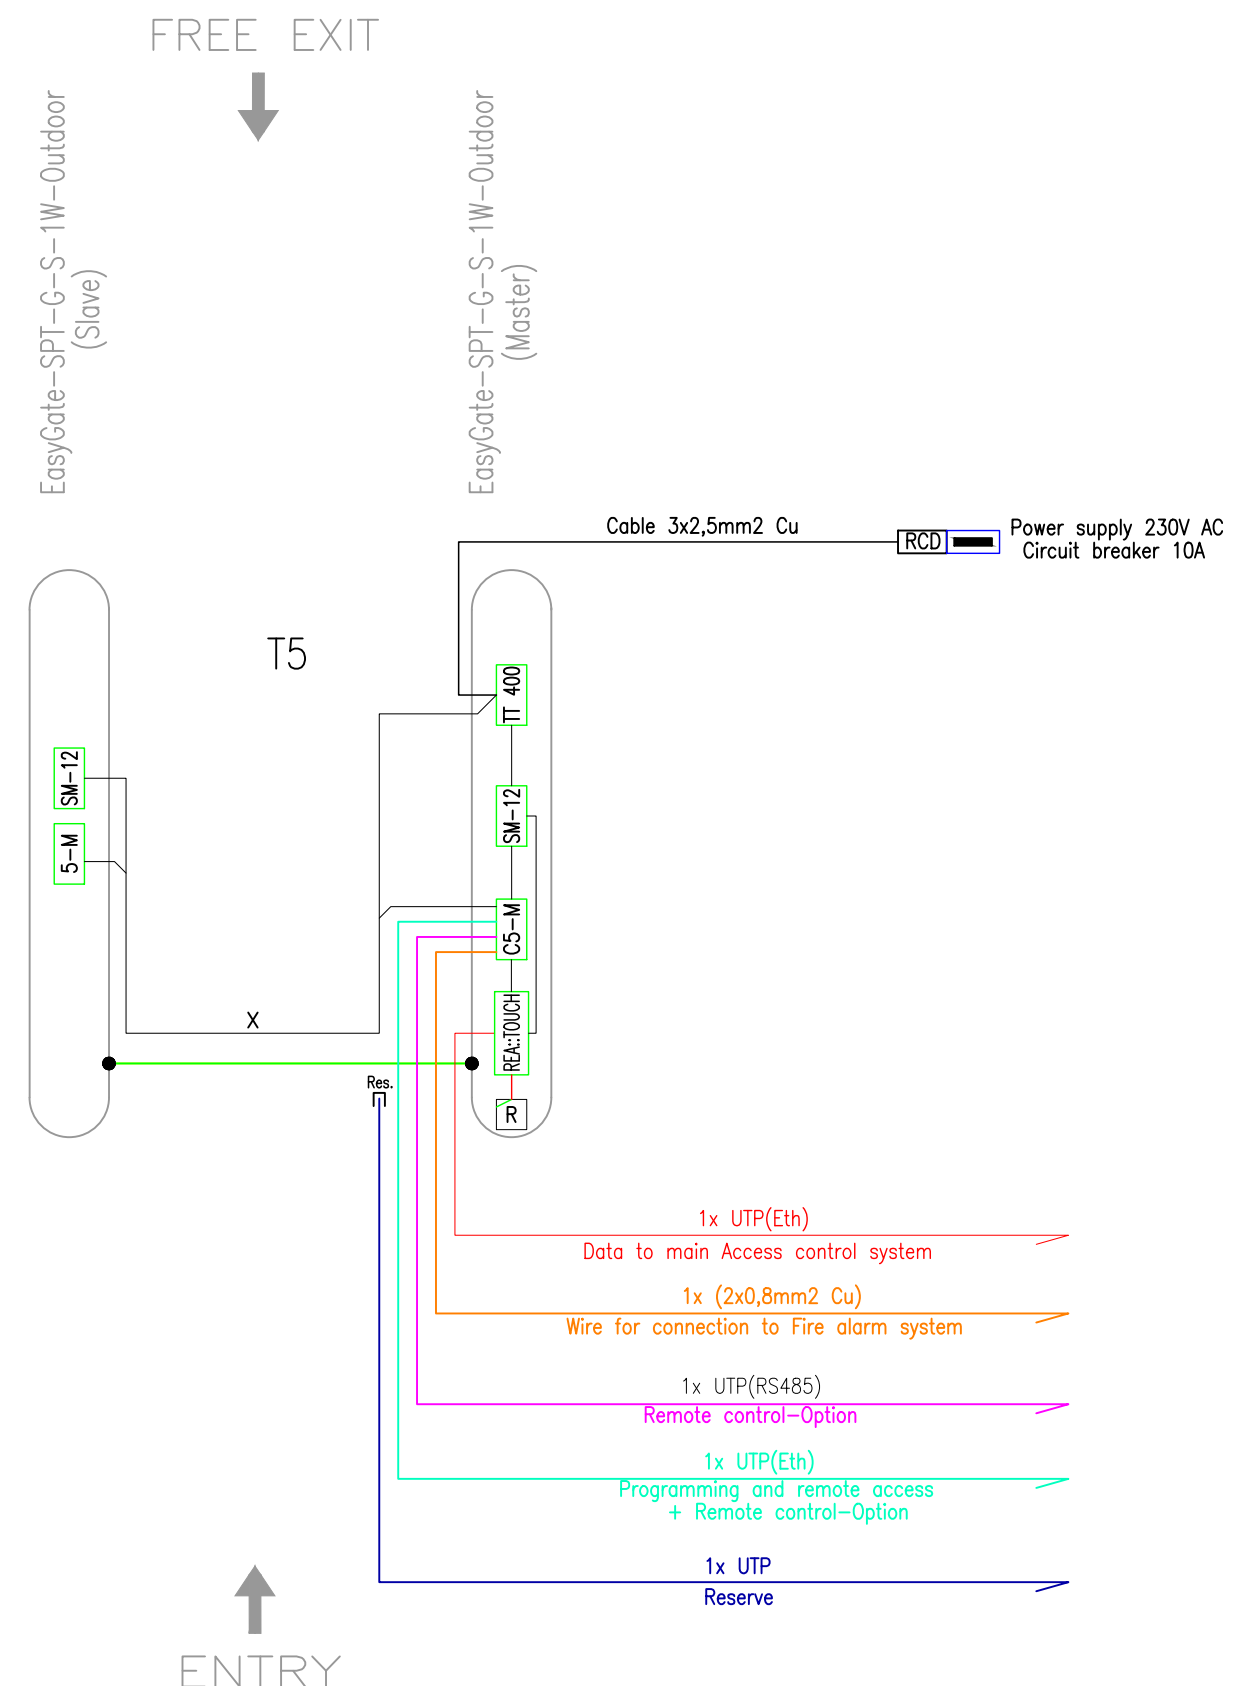 FREE EXIT
EasyGate-SPT-G-S-1W-Outdoor
(Slave)
EasyGate-SPT-G-S-1W-Outdoor
(Master)
Cable 3x2,5mm2 Cu
RCD
Power supply 230V AC
Circuit breaker 10A
T5
TT 400
SM-12
SM-12
5-M
C5-M
REA::TOUCH
X
Res.
R
1x UTP(Eth)
Data to main Access control system
1x (2x0,8mm2 Cu)
Wire for connection to Fire alarm system
1x UTP(RS485)
Remote control-Option
1x UTP(Eth)
Programming and remote access
+ Remote control-Option
1x UTP
Reserve
ENTRY